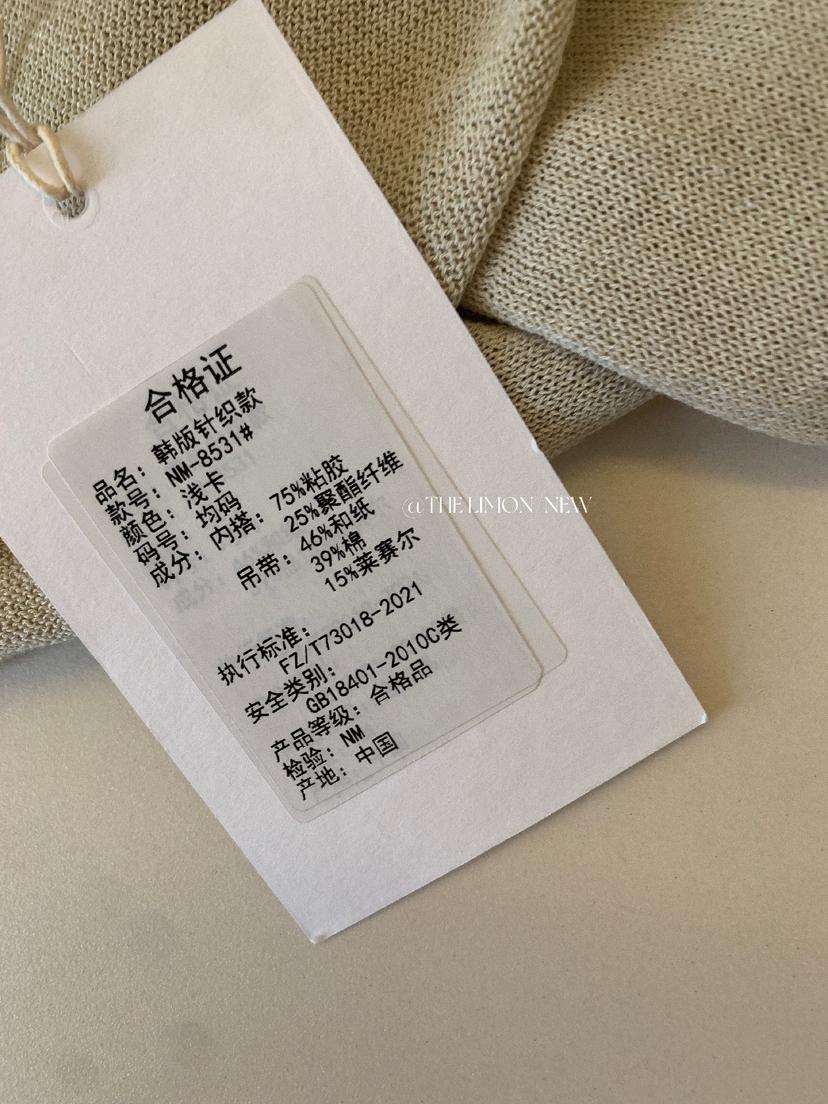 合格证
品名：韩版针织款
款号：NM-8531#
颜色：浅卡
码号：均码
成分：内搭：75%粘胶
25%聚酯纤维
吊带：46%和纸
39%棉
15%莱赛尔
执行标准：
FZ/T73018-2021
安全类别：
GB18401-2010C类
产品等级：合格品
检验：NM
产地：中国
@THE LIMON_NEW